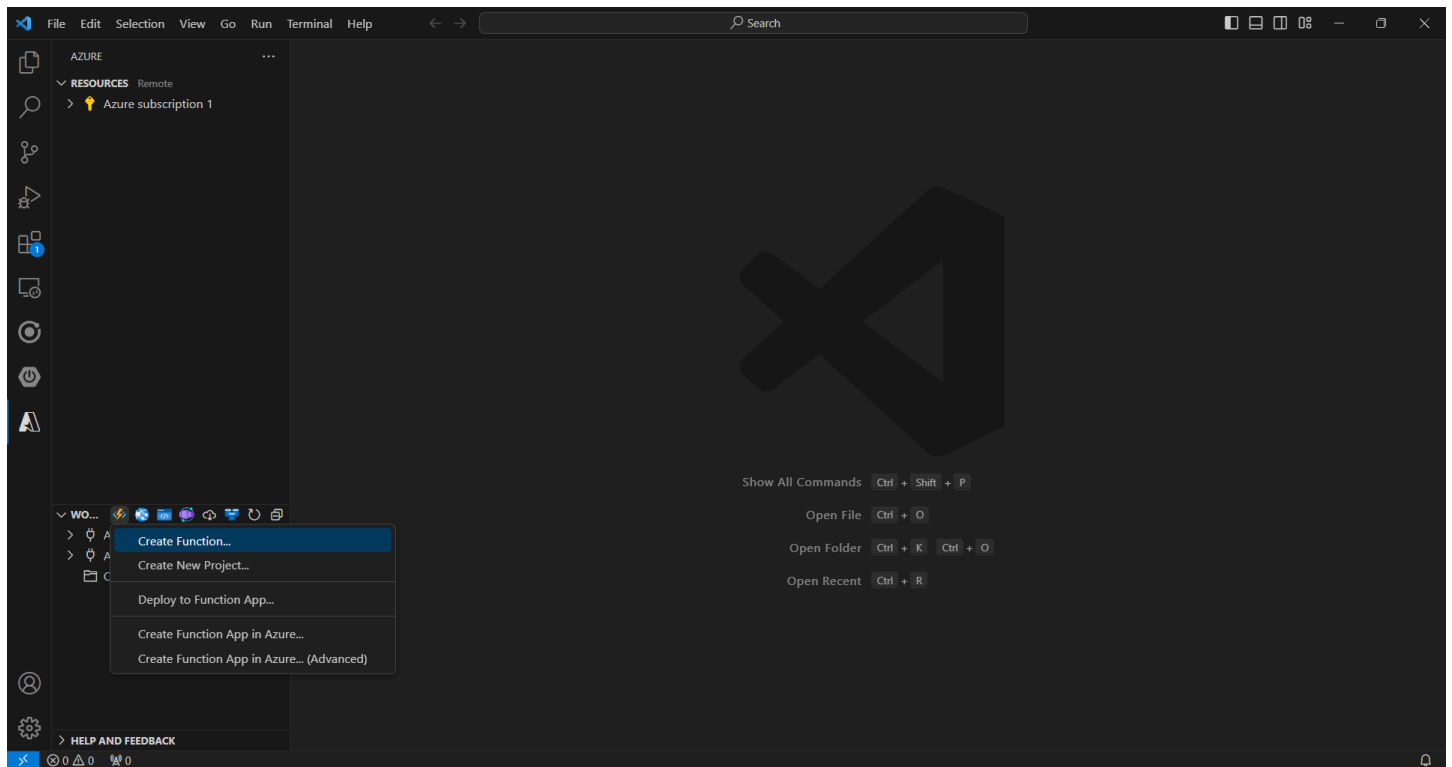 File Edit Selection View Go Run Terminal Help
Search
AZURE
RESOURCES Remote
Azure subscription 1
1
WO...
Create Function...
Create New Project...
Deploy to Function App...
Create Function App in Azure...
Create Function App in Azure... (Advanced)
Show All Commands Ctrl + Shift + P
Open File Ctrl + O
Open Folder Ctrl + K Ctrl + O
Open Recent Ctrl + R
HELP AND FEEDBACK
0 0 0